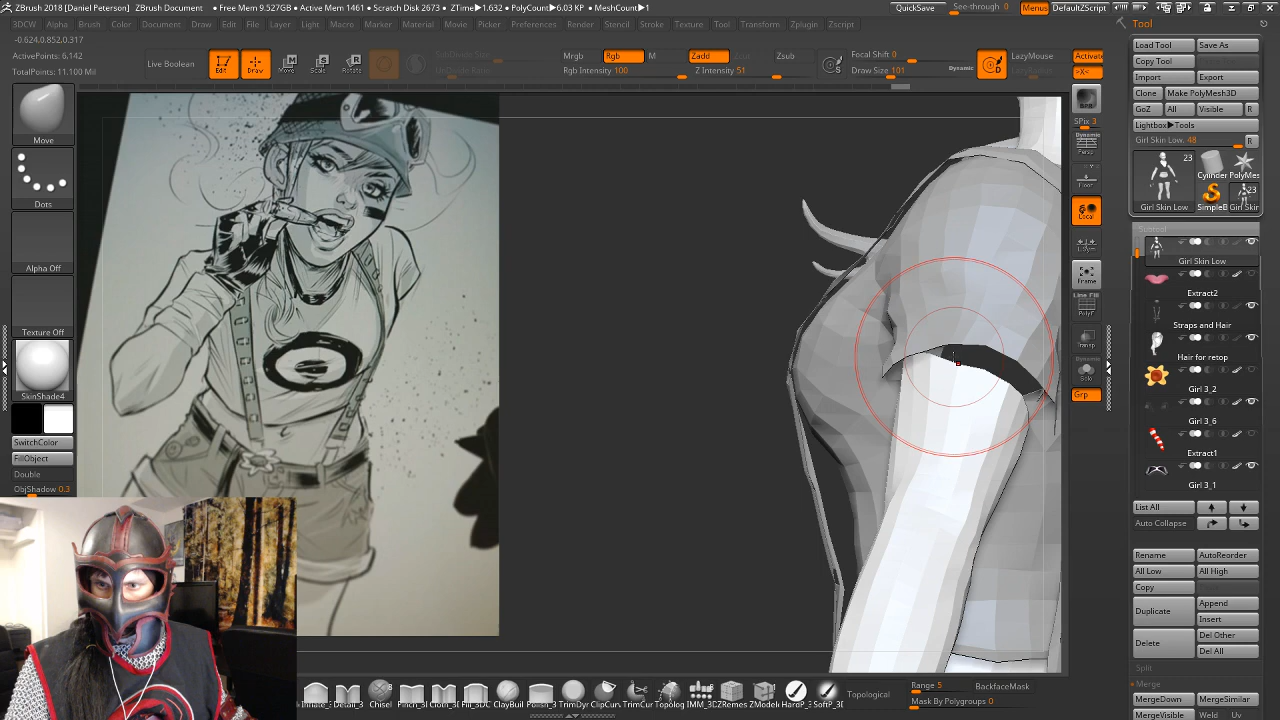 ZBrush 2018 [Daniel Peterson] ZBrush Document • Free Mem 9.527GB • Active Mem 1461 • Scratch Disk 2673 • ZTime►1.632 • PolyCount►6.03 KP • MeshCount►1
QuickSave See-through 0 Menus DefaultZScript
3DCW Alpha Brush Color Document Draw Edit File Layer Light Macro Marker Material Movie Picker Preferences Render Stencil Stroke Texture Tool Transform Zplugin Zscript
-0.624,0.852,0.317
ActivePoints: 6,142
TotalPoints: 11.100 Mil
Live Boolean
Edit Draw Move Scale Rotate
Mrgb Rgb M Zadd Zsub
Rgb Intensity 100 Z Intensity 51
Focal Shift 0
Draw Size 101 Dynamic
LazyMouse
Move
Dots
Alpha Off
Texture Off
SkinShade4
SwitchColor
FillObject
Double
ObjShadow 0.3
BPR
SPix 3
Dynamic
Persp
Floor
Local
Frame
Line Fill
PolyF
Transp
Dynamic
Solo
Grp
Tool
Load Tool Save As
Copy Tool
Import Export
Clone Make PolyMesh3D
GoZ All Visible R
Lightbox►Tools
Girl Skin Low. 48 R
23
Girl Skin Low
Cylinder PolyMes
23
SimpleB Girl Skin
Subtool
Girl Skin Low
Extract2
Straps and Hair
Hair for retop
Girl 3_2
Girl 3_6
Extract1
Girl 3_1
List All
Auto Collapse
Rename AutoReorder
All Low All High
Copy
Duplicate Append
Insert
Delete Del Other
Del All
Split
Merge
MergeDown MergeSimilar
MergeVisible Weld Uv
Chisel Topological
Range 5 BackfaceMask
Mask By Polygroups 0